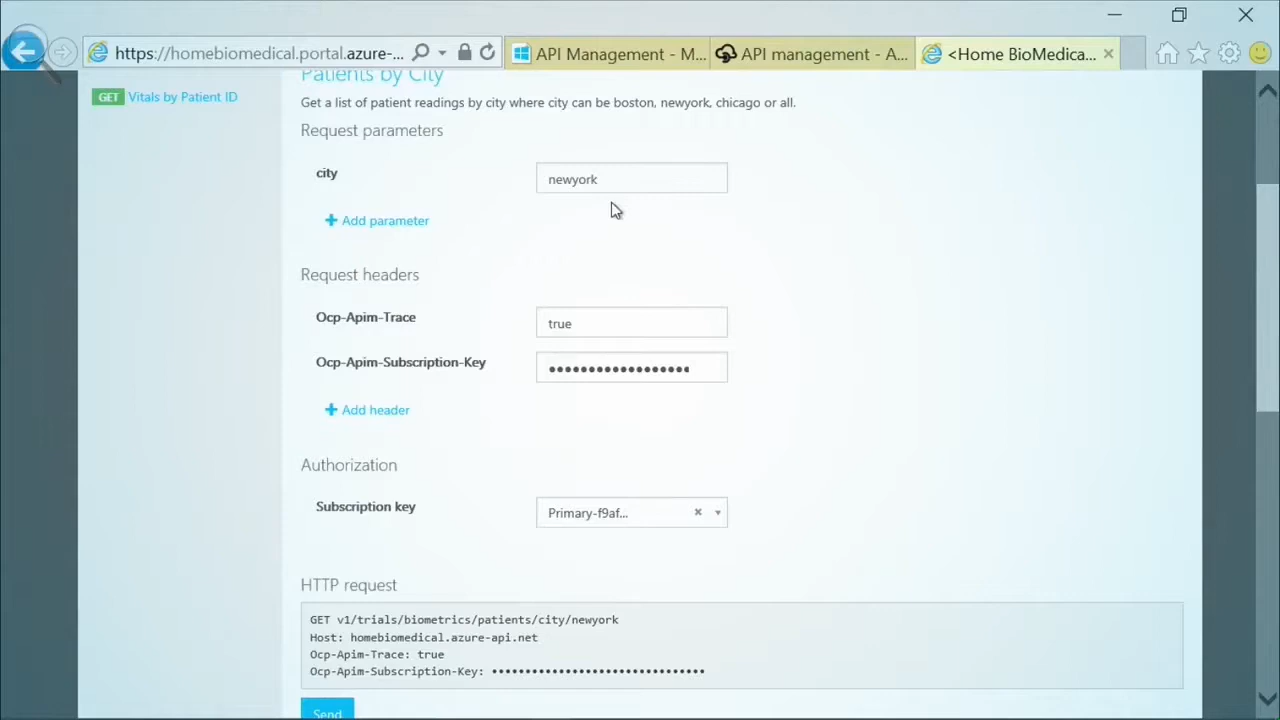 https://homebiomedical.portal.azure-...
API Management - M...
API management - A...
<Home BioMedica...
Patients by City
GET Vitals by Patient ID
Get a list of patient readings by city where city can be boston, newyork, chicago or all.
Request parameters
city
newyork
Add parameter
Request headers
Ocp-Apim-Trace
true
Ocp-Apim-Subscription-Key
••••••••••••••••••
Add header
Authorization
Subscription key
Primary-f9af...
HTTP request
GET v1/trials/biometrics/patients/city/newyork
Host: homebiomedical.azure-api.net
Ocp-Apim-Trace: true
Ocp-Apim-Subscription-Key: ••••••••••••••••••••••••••••••••
Send